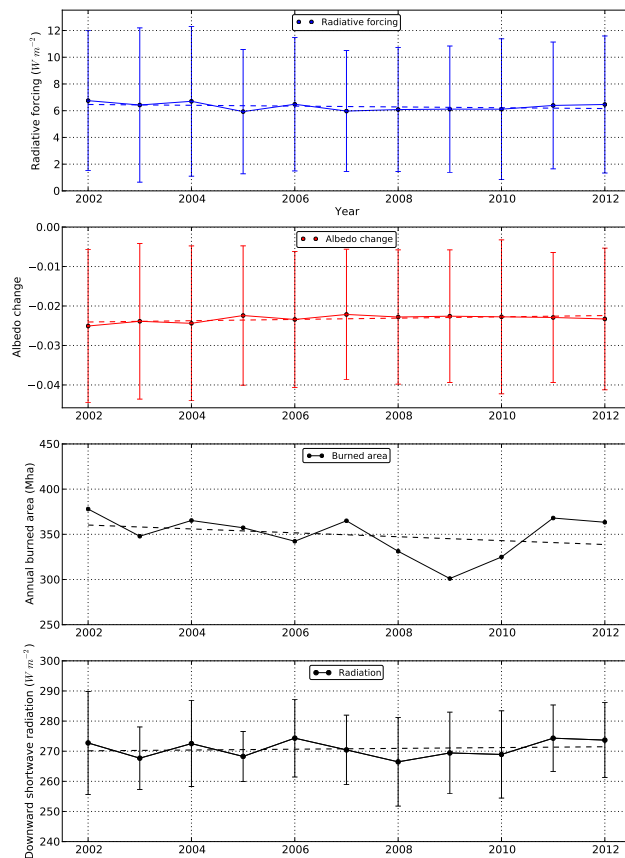 Radiative forcing (W m⁻²)
12
10
8
6
4
2
0
Radiative forcing
2002 2004 2006 2008 2010 2012
Year
Albedo change
0.00
−0.01
−0.02
−0.03
−0.04
Albedo change
2002 2004 2006 2008 2010 2012
Annual burned area (Mha)
450
400
350
300
250
Burned area
2002 2004 2006 2008 2010 2012
Downward shortwave radiation (W m⁻²)
300
290
280
270
260
250
240
Radiation
2002 2004 2006 2008 2010 2012